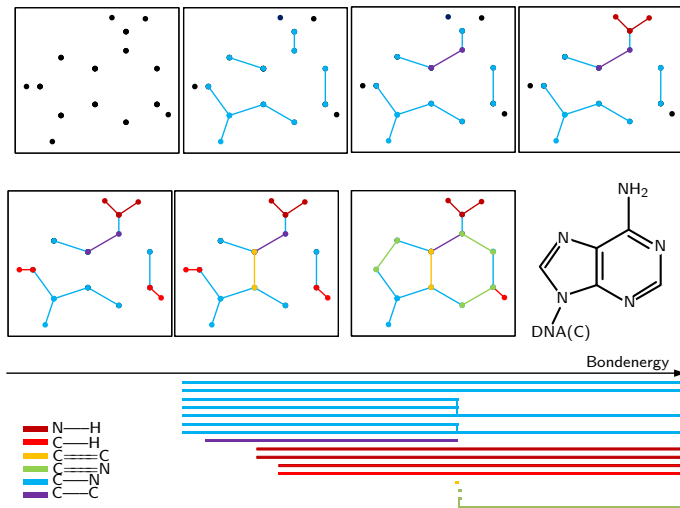 NH₂
N
N
N
N
DNA(C)
Bondenergy
N—H
C—H
C==C
C==N
C—N
C—C